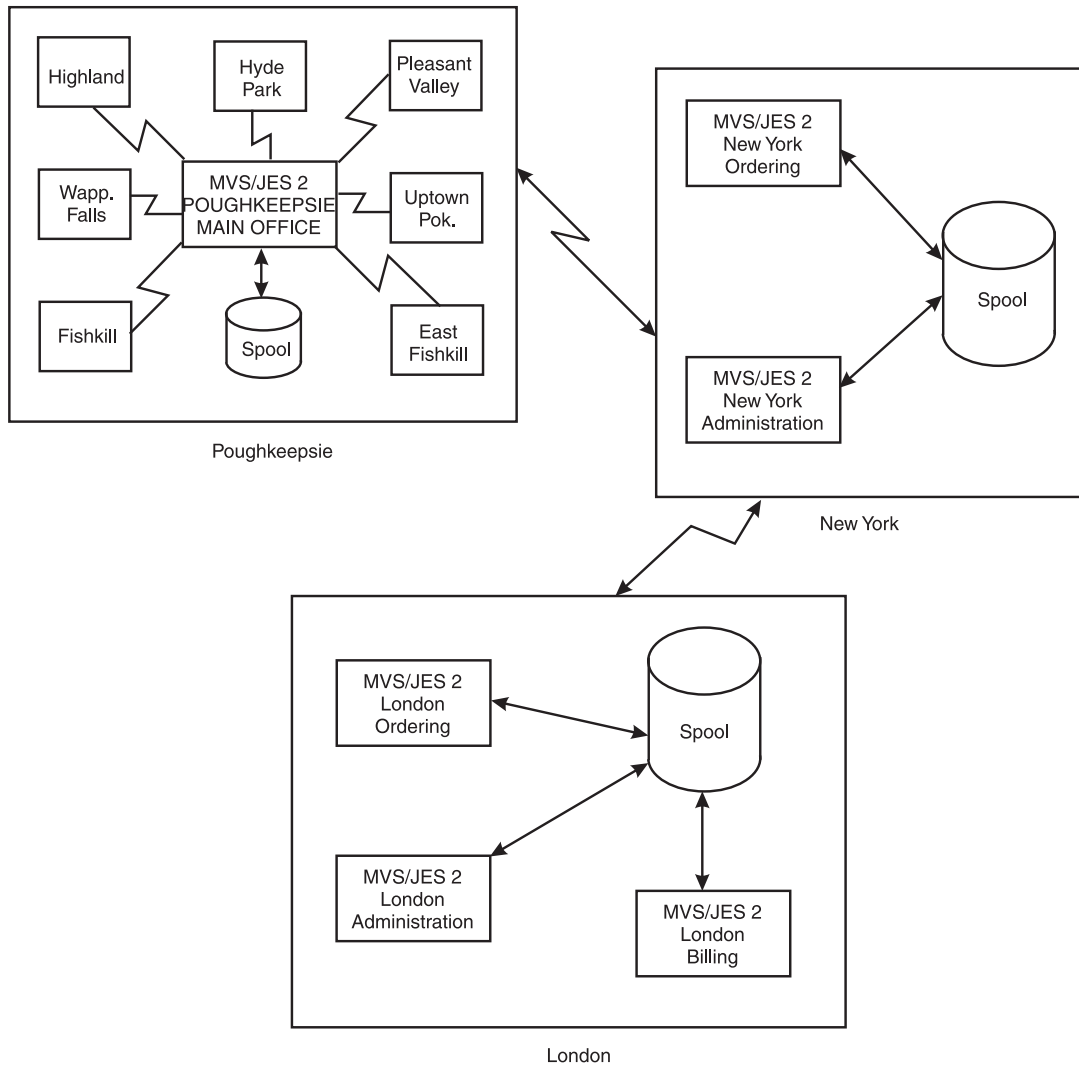 Highland
Hyde
Park
Pleasant
Valley
Wapp.
Falls
MVS/JES 2
POUGHKEEPSIE
MAIN OFFICE
Uptown
Pok.
Fishkill
Spool
East
Fishkill
Poughkeepsie
MVS/JES 2
New York
Ordering
Spool
MVS/JES 2
New York
Administration
New York
MVS/JES 2
London
Ordering
Spool
MVS/JES 2
London
Administration
MVS/JES 2
London
Billing
London